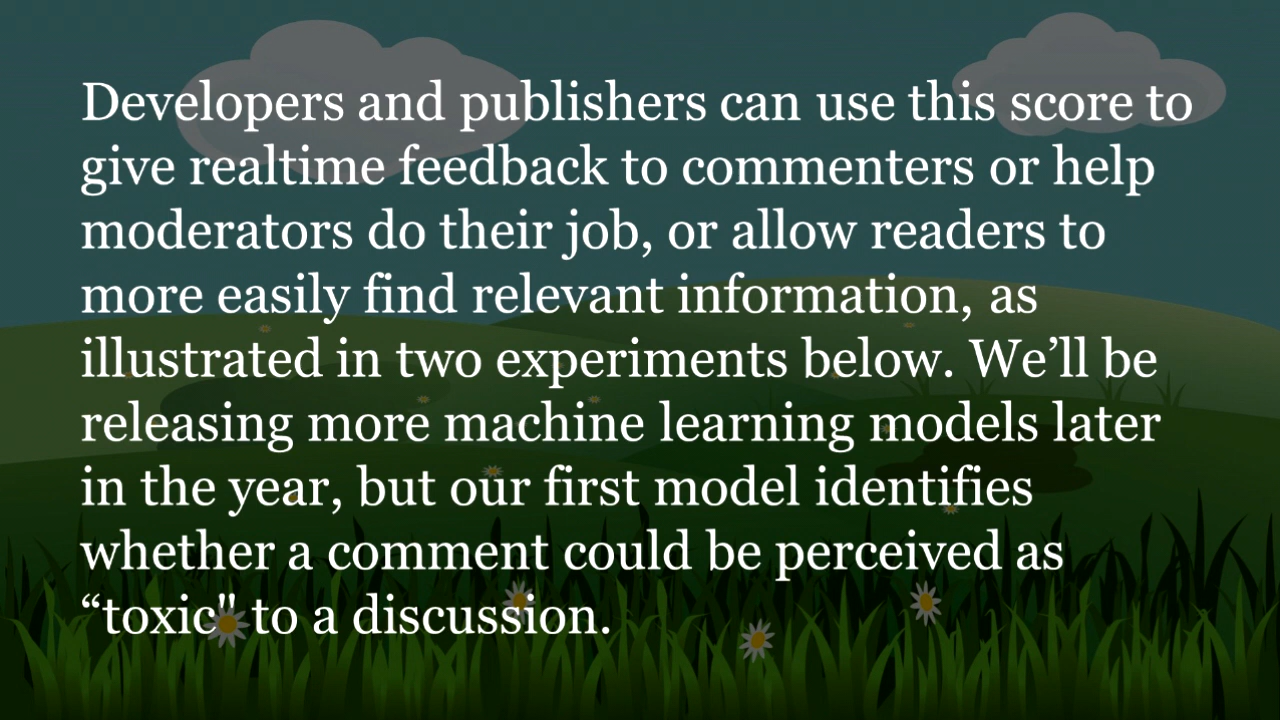 Developers and publishers can use this score to
give realtime feedback to commenters or help
moderators do their job, or allow readers to
more easily find relevant information, as
illustrated in two experiments below. We’ll be
releasing more machine learning models later
in the year, but our first model identifies
whether a comment could be perceived as
“toxic" to a discussion.